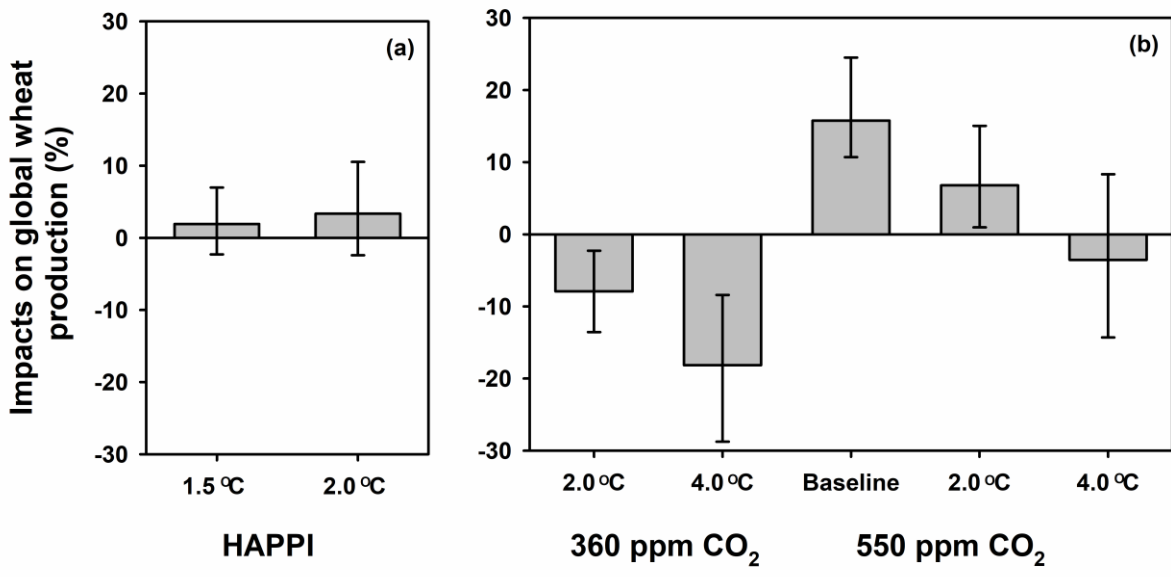 Impacts on global wheat
production (%)
30
20
10
0
-10
-20
-30
(a)
1.5 °C
2.0 °C
HAPPI
30
20
10
0
-10
-20
-30
(b)
2.0 °C
4.0 °C
Baseline
2.0 °C
4.0 °C
360 ppm CO₂
550 ppm CO₂